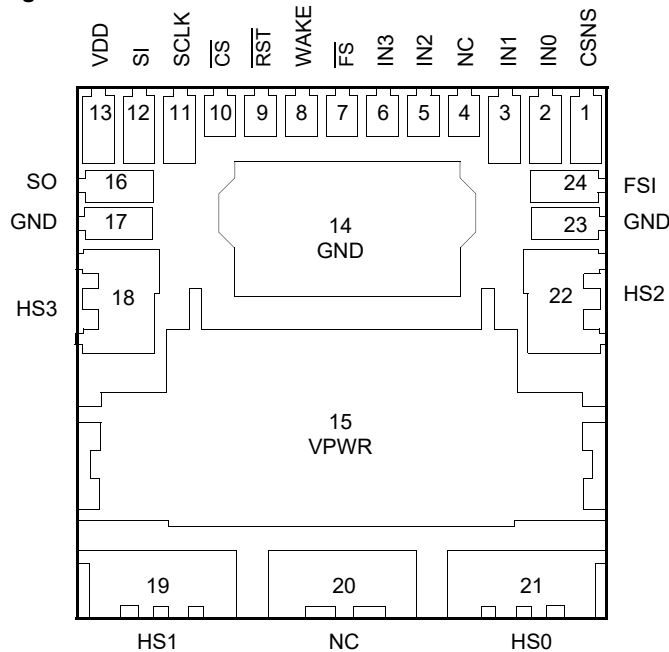 VDD SI SCLK CS RST WAKE FS IN3 IN2 NC IN1 IN0 CSNS
13 12 11 10 9 8 7 6 5 4 3 2 1
SO 16 24 FSI
GND 17 23 GND
14
GND
HS3 18 22 HS2
15
VPWR
19 20 21
HS1 NC HS0